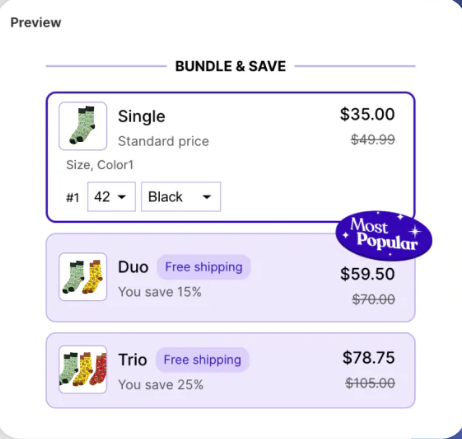 Preview
BUNDLE & SAVE
Single
$35.00
Standard price
$49.99
Size, Color1
#1 42 Black
Most
Popular
Duo Free shipping
$59.50
You save 15%
$70.00
Trio Free shipping
$78.75
You save 25%
$105.00